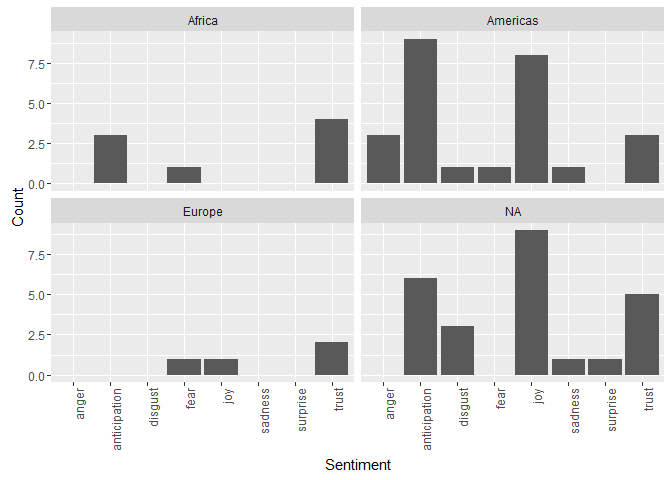 Africa
Americas
7.5
5.0
2.5
0.0
Europe
NA
7.5
5.0
2.5
0.0
Count
anger
anticipation
disgust
fear
joy
sadness
surprise
trust
anger
anticipation
disgust
fear
joy
sadness
surprise
trust
Sentiment